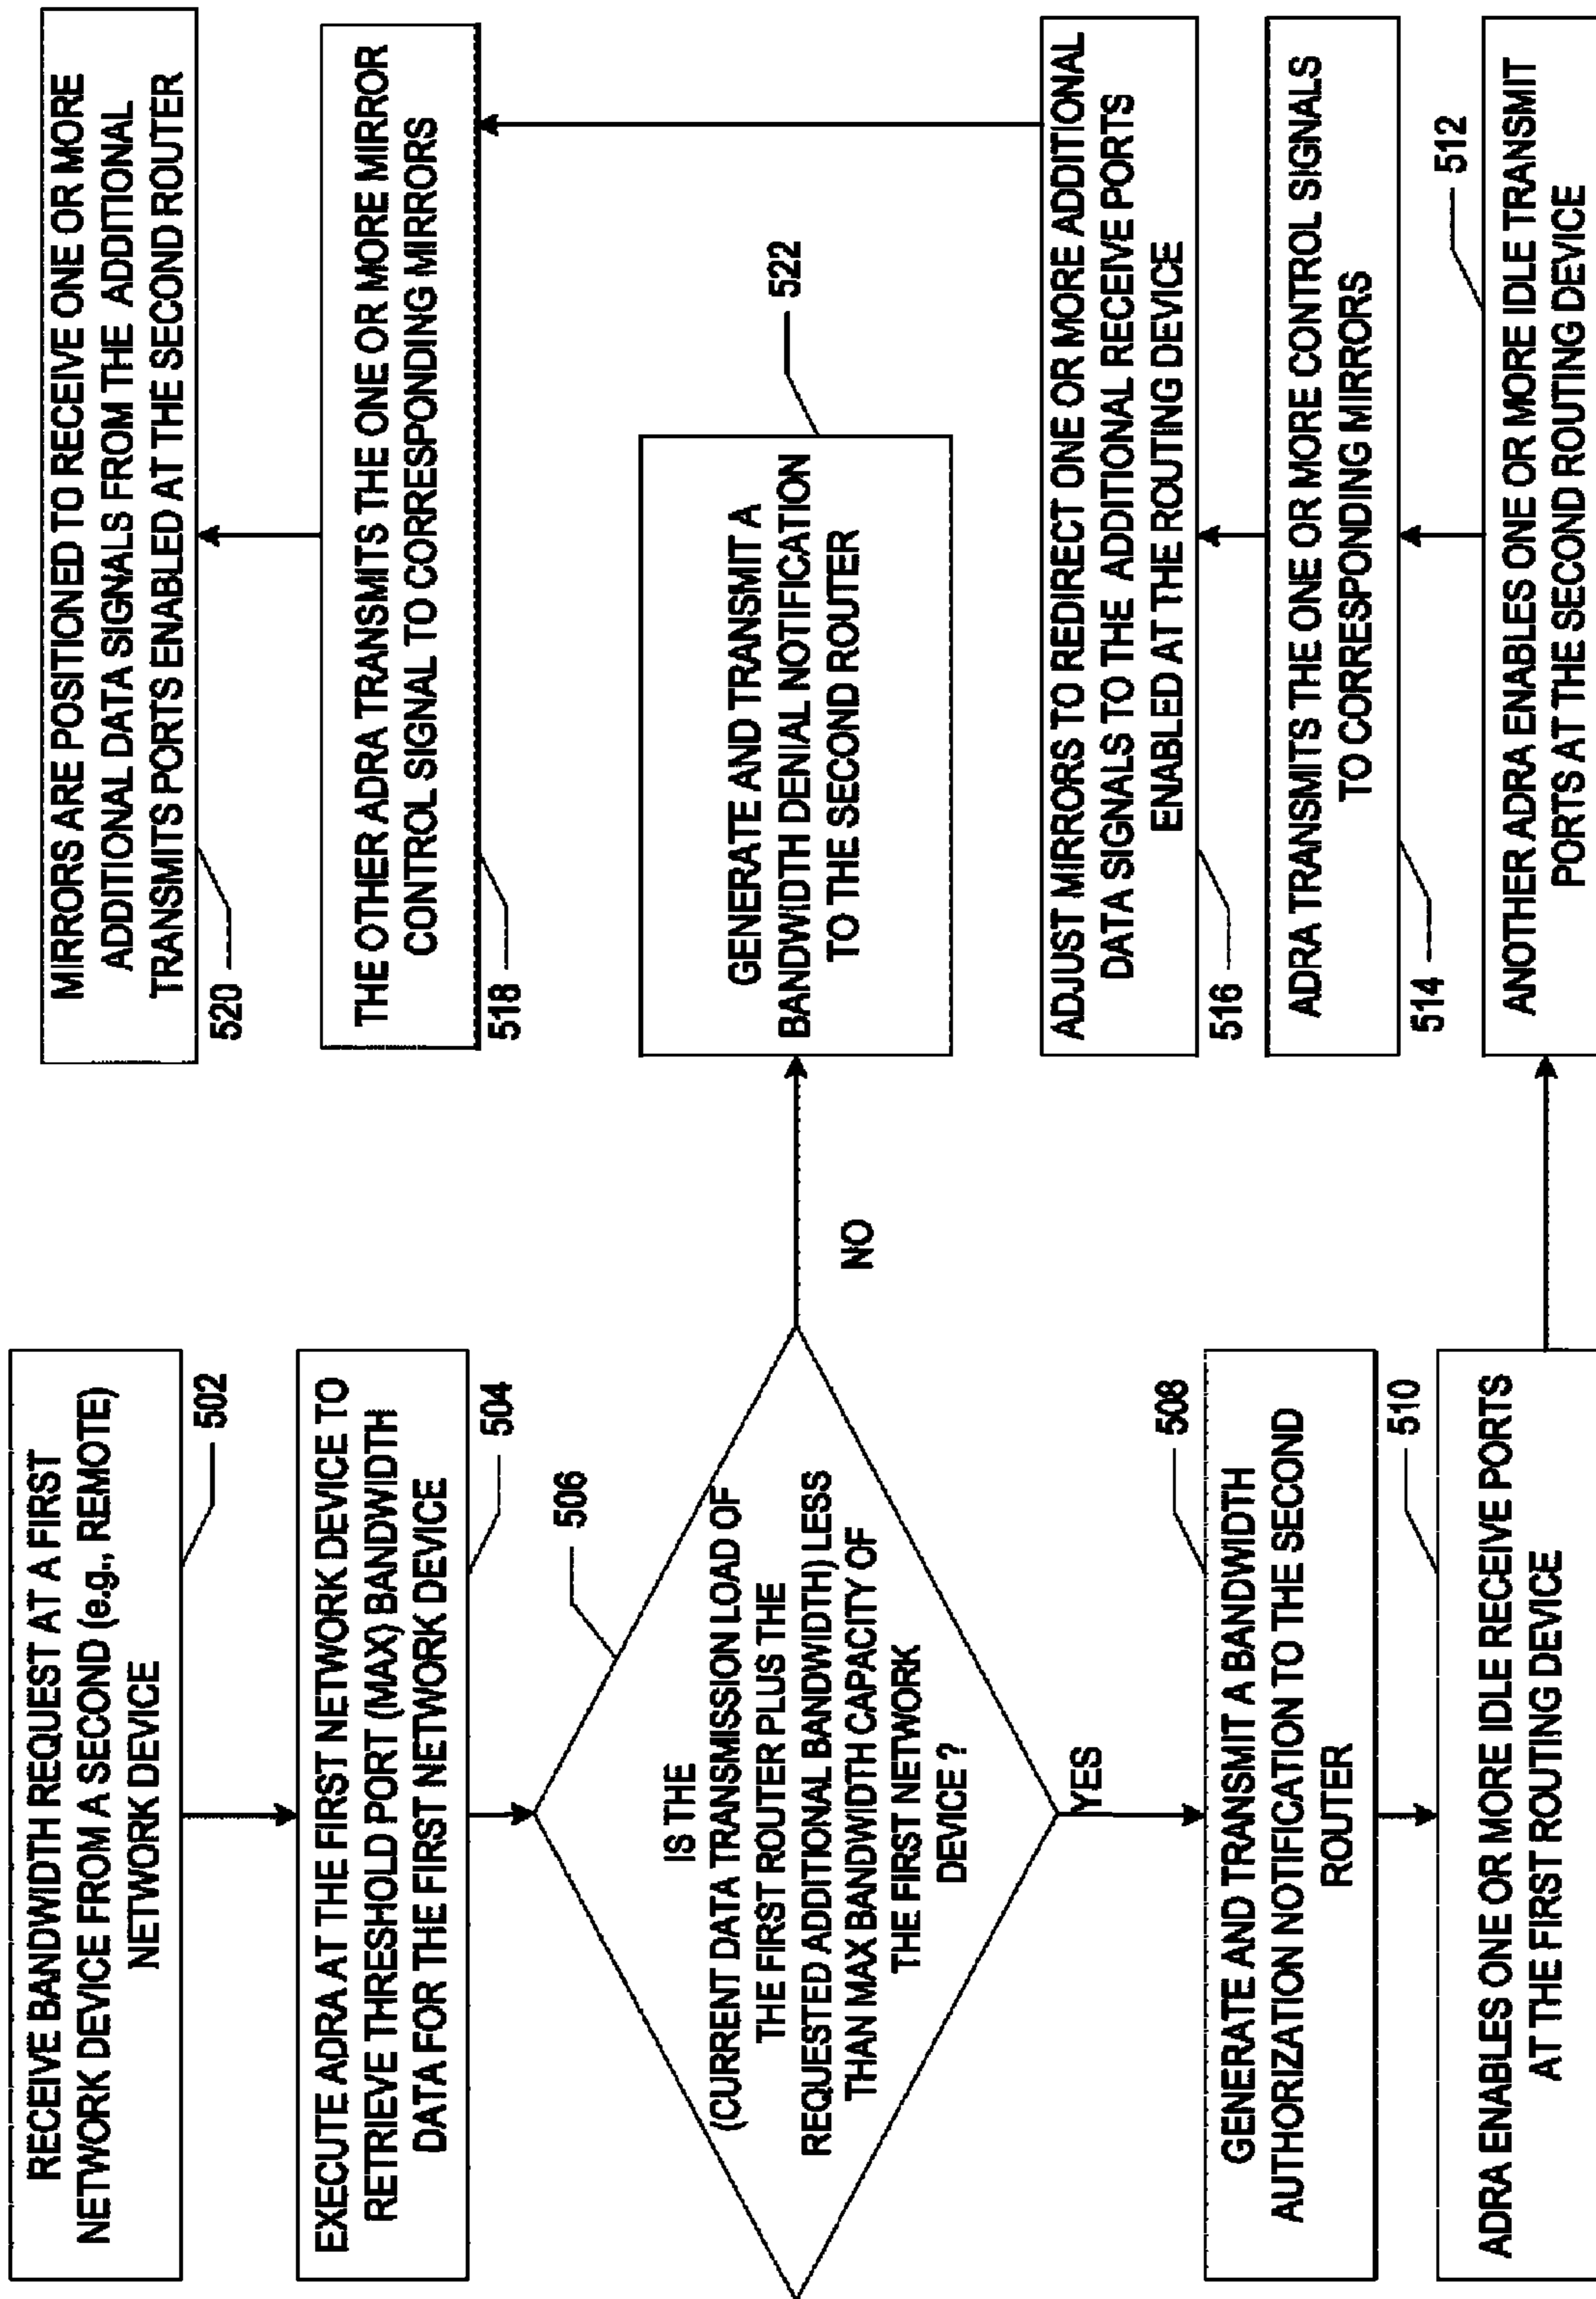 RECEIVE BANDWIDTH REQUEST AT A FIRST
NETWORK DEVICE FROM A SECOND (e.g., REMOTE)
NETWORK DEVICE
502
EXECUTE ADRA AT THE FIRST NETWORK DEVICE TO
RETRIEVE THRESHOLD PORT (MAX) BANDWIDTH
DATA FOR THE FIRST NETWORK DEVICE
504
506
IS THE
(CURRENT DATA TRANSMISSION LOAD OF
THE FIRST ROUTER PLUS THE
REQUESTED ADDITIONAL BANDWIDTH) LESS
THAN MAX BANDWIDTH CAPACITY OF
THE FIRST NETWORK
DEVICE ?
NO
YES
508
GENERATE AND TRANSMIT A BANDWIDTH
AUTHORIZATION NOTIFICATION TO THE SECOND
ROUTER
510
ADRA ENABLES ONE OR MORE IDLE RECEIVE PORTS
AT THE FIRST ROUTING DEVICE
MIRRORS ARE POSITIONED TO RECEIVE ONE OR MORE
ADDITIONAL DATA SIGNALS FROM THE ADDITIONAL
TRANSMITS PORTS ENABLED AT THE SECOND ROUTER
520
THE OTHER ADRA TRANSMITS THE ONE OR MORE MIRROR
CONTROL SIGNAL TO CORRESPONDING MIRRORS
518
522
GENERATE AND TRANSMIT A
BANDWIDTH DENIAL NOTIFICATION
TO THE SECOND ROUTER
ADJUST MIRRORS TO REDIRECT ONE OR MORE ADDITIONAL
DATA SIGNALS TO THE ADDITIONAL RECEIVE PORTS
ENABLED AT THE ROUTING DEVICE
516
ADRA TRANSMITS THE ONE OR MORE CONTROL SIGNALS
TO CORRESPONDING MIRRORS
514
512
ANOTHER ADRA ENABLES ONE OR MORE IDLE TRANSMIT
PORTS AT THE SECOND ROUTING DEVICE